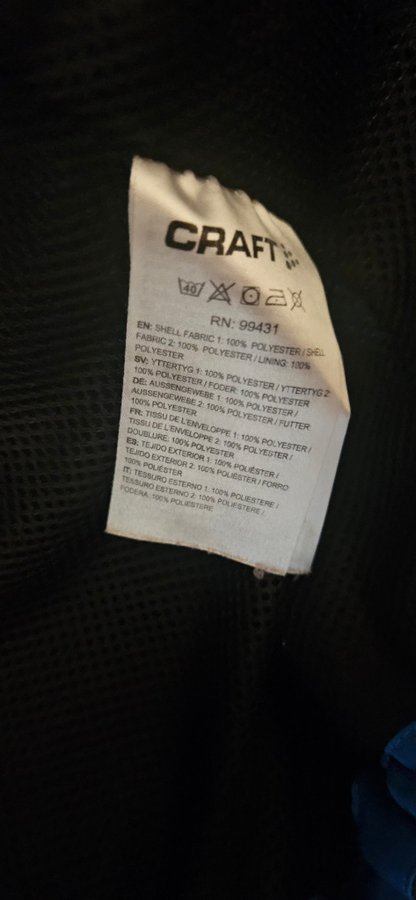 CRAFT
40
RN: 99431
EN: SHELL FABRIC 1: 100% POLYESTER / SHELL
FABRIC 2: 100% POLYESTER / LINING: 100%
POLYESTER
SV: YTTERTYG 1: 100% POLYESTER / YTTERTYG 2:
100% POLYESTER / FODER: 100% POLYESTER
DE: AUSSENGEWEBE 1: 100% POLYESTER /
AUSSENGEWEBE 2: 100% POLYESTER / FUTTER:
100% POLYESTER
FR: TISSU DE L'ENVELOPPE 1: 100% POLYESTER /
TISSU DE L'ENVELOPPE 2: 100% POLYESTER /
DOUBLURE: 100% POLYESTER
ES: TEJIDO EXTERIOR 1: 100% POLIÉSTER /
TEJIDO EXTERIOR 2: 100% POLIÉSTER / FORRO:
100% POLIÉSTER
IT: TESSURO ESTERNO 1: 100% POLIESTERE /
TESSURO ESTERNO 2: 100% POLIESTERE /
FODERA: 100% POLIESTERE